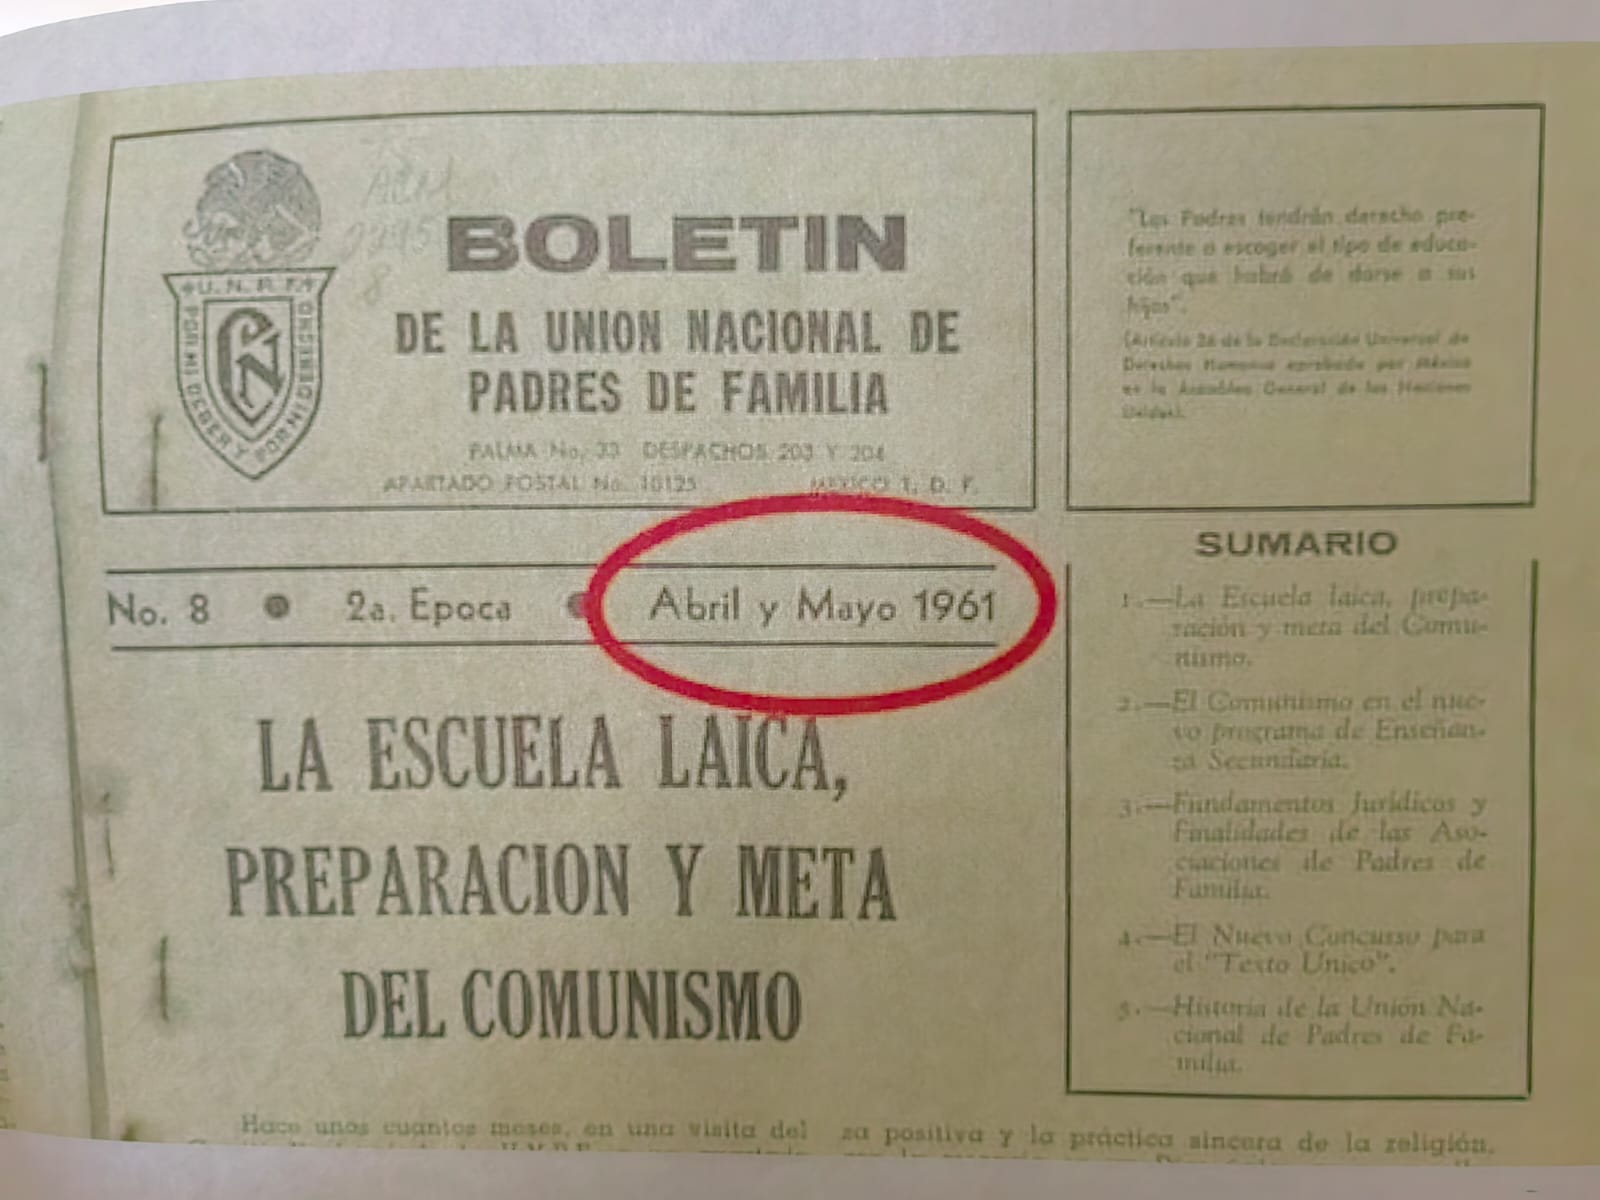 U. N. P. F.
POR MI DEBER Y POR MI DERECHO
BOLETIN
DE LA UNION NACIONAL DE
PADRES DE FAMILIA
PALMA No. 33 DESPACHOS 203 Y 204
APARTADO POSTAL No. 10125 MEXICO 1, D. F.
"Los Padres tendrán derecho pre-
ferente a escoger el tipo de educa-
ción que habrá de darse a sus
hijos".
(Artículo 26 de la Declaración Universal de
Derechos Humanos aprobada por México
en la Asamblea General de las Naciones
Unidas).
No. 8 • 2a. Epoca • Abril y Mayo 1961
LA ESCUELA LAICA,
PREPARACION Y META
DEL COMUNISMO
SUMARIO
1.—La Escuela laica, prepa-
ración y meta del Comu-
nismo.
2.—El Comunismo en el nue-
vo programa de Enseñan-
za Secundaria.
3.—Fundamentos Jurídicos y
Finalidades de las Aso-
ciaciones de Padres de
Familia.
4.—El Nuevo Concurso para
el "Texto Unico".
5.—Historia de la Unión Na-
cional de Padres de Fa-
milia.
Hace unos cuantos meses, en una visita del
za positiva y la práctica sincera de la religión.